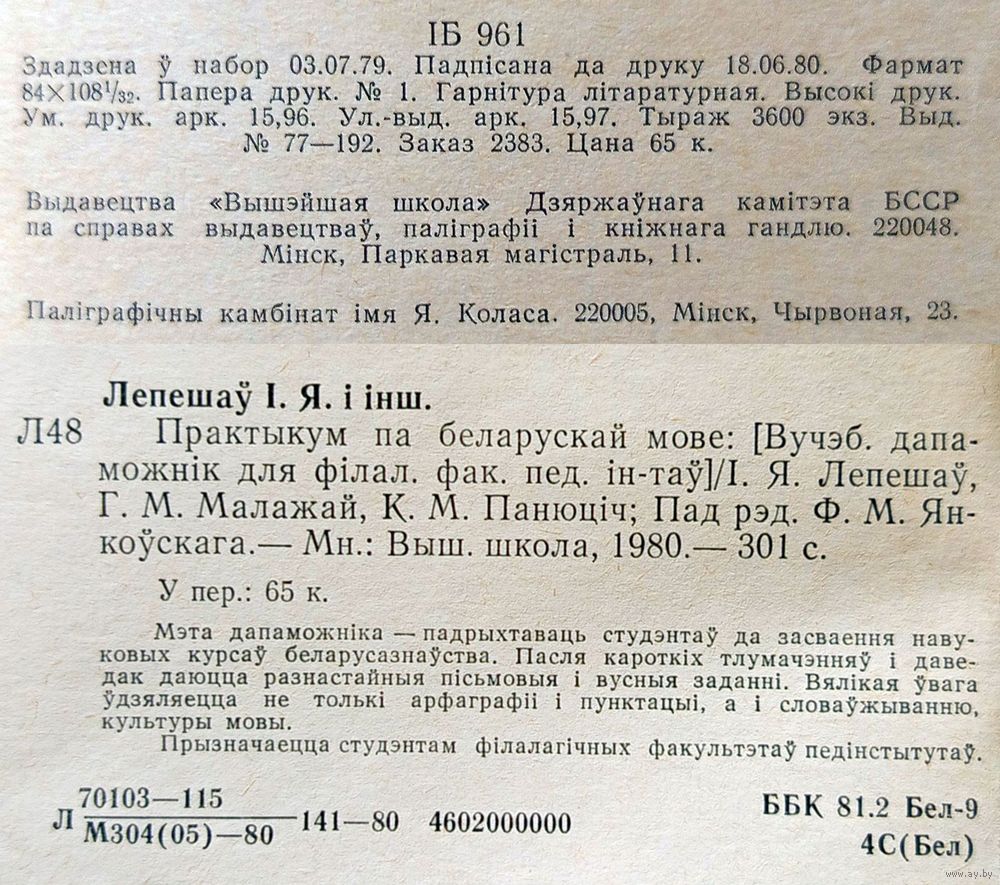 ІБ 961
Здадзена ў набор 03.07.79. Падпісана да друку 18.06.80. Фармат
84×108¹/₃₂. Папера друк. № 1. Гарнітура літаратурная. Высокі друк.
Ум. друк. арк. 15,96. Ул.-выд. арк. 15,97. Тыраж 3600 экз. Выд.
№ 77—192. Заказ 2383. Цана 65 к.
Выдавецтва «Вышэйшая школа» Дзяржаўнага камітэта БССР
па справах выдавецтваў, паліграфіі і кніжнага гандлю. 220048.
Мінск, Паркавая магістраль, 11.
Паліграфічны камбінат імя Я. Коласа. 220005, Мінск, Чырвоная, 23.
Лепешаў І. Я. і інш.
Л48 Практыкум па беларускай мове: [Вучэб. дапа-
можнік для філал. фак. пед. ін-таў]/І. Я. Лепешаў,
Г. М. Малажай, К. М. Панюціч; Пад рэд. Ф. М. Ян-
коўскага.— Мн.: Выш. школа, 1980.— 301 с.
У пер.: 65 к.
Мэта дапаможніка — падрыхтаваць студэнтаў да засваення наву-
ковых курсаў беларусазнаўства. Пасля кароткіх тлумачэнняў і даве-
дак даюцца разнастайныя пісьмовыя і вусныя заданні. Вялікая ўвага
ўдзяляецца не толькі арфаграфіі і пунктацыі, а і словаўжыванню,
культуры мовы.
Прызначаецца студэнтам філалагічных факультэтаў педінстытутаў.
70103—115
Л М304(05)—80 141—80 4602000000
ББК 81.2 Бел-9
4С(Бел)
www.ay.by